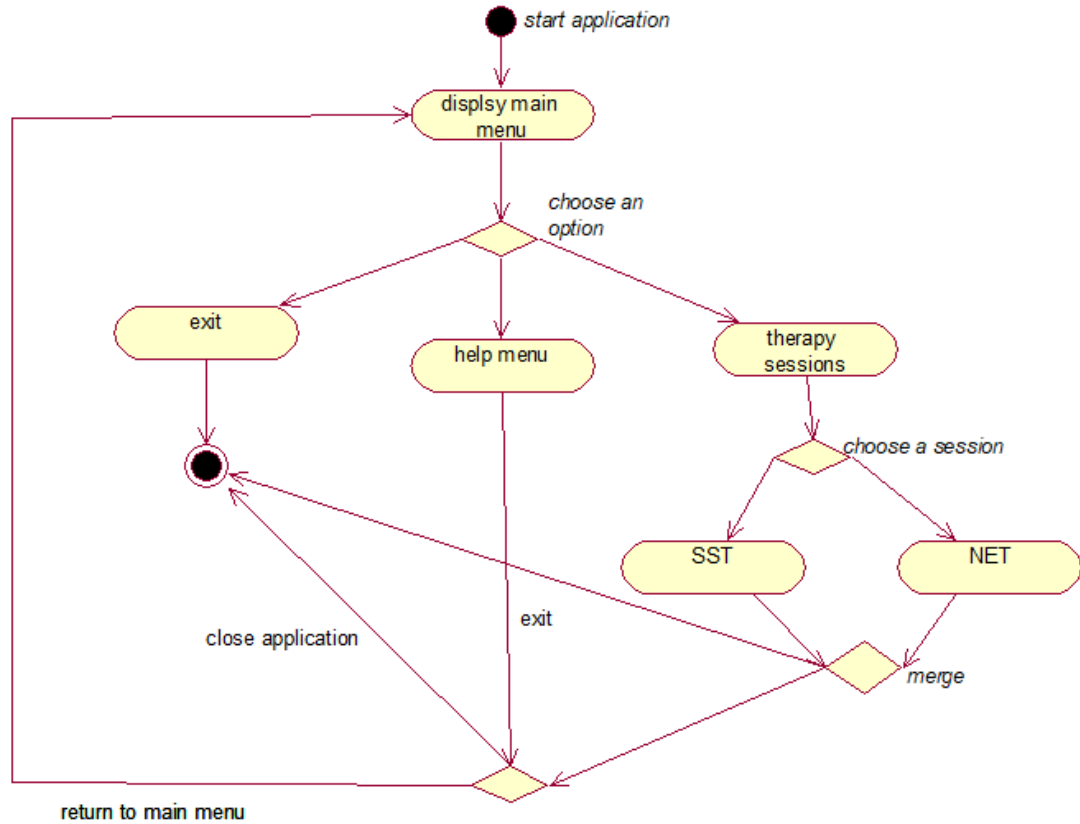 start application
displsy main
menu
choose an
option
exit
help menu
therapy
sessions
choose a session
SST
NET
exit
close application
merge
return to main menu